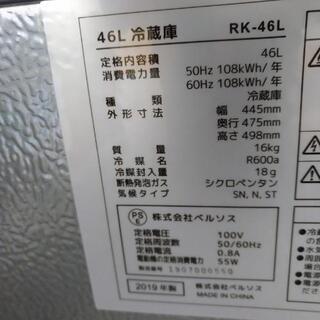 46L 冷蔵庫 RK-46L
定格内容積 46L
消費電力量 50Hz 108kWh/年
60Hz 108kWh/年
種類 冷蔵庫
外形寸法 幅 445mm
奥行 475mm
高さ 498mm
質量 16kg
冷媒 R600a
冷媒封入量 18g
断熱発泡ガス シクロペンタン
気候タイプ SN, N, ST
PS E 株式会社ベルソス
定格電圧 100V
定格周波数 50/60Hz
定格電流 0.8A
電動機の定格消費電力 55W
製造番号 1907000550
2019年製 株式会社ベルソス
MADE IN CHINA